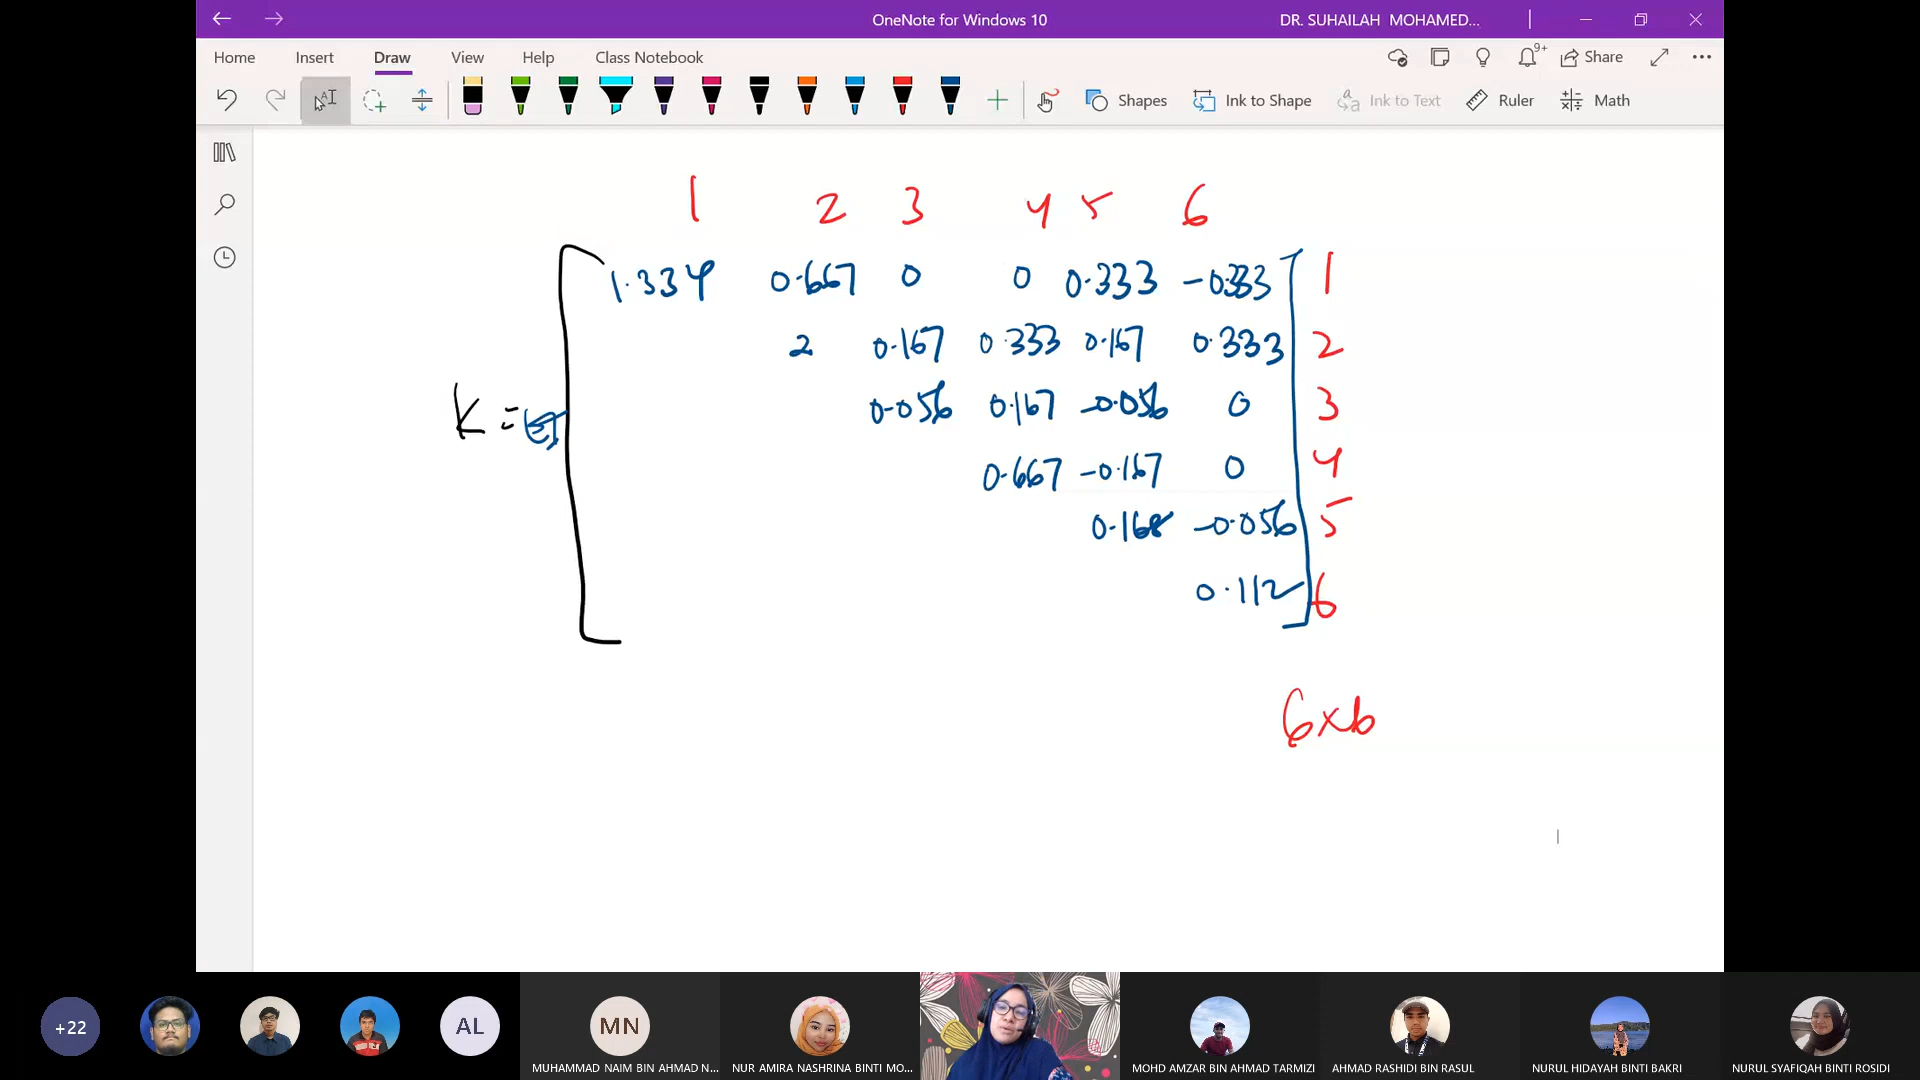 OneNote for Windows 10
DR. SUHAILAH MOHAMED...
Home Insert Draw View Help Class Notebook
9+ Share
Shapes Ink to Shape Ink to Text Ruler Math
1 2 3 4 5 6
1.334 0.667 0 0 0.333 -0.333 1
2 0.167 0.333 0.167 0.333 2
K =
0.056 0.167 -0.056 0 3
0.667 -0.167 0 4
0.168 -0.056 5
0.112 6
6x6
+22 AL MN
MUHAMMAD NAIM BIN AHMAD N...
NUR AMIRA NASHRINA BINTI MO...
MOHD AMZAR BIN AHMAD TARMIZI
AHMAD RASHIDI BIN RASUL
NURUL HIDAYAH BINTI BAKRI
NURUL SYAFIQAH BINTI ROSIDI